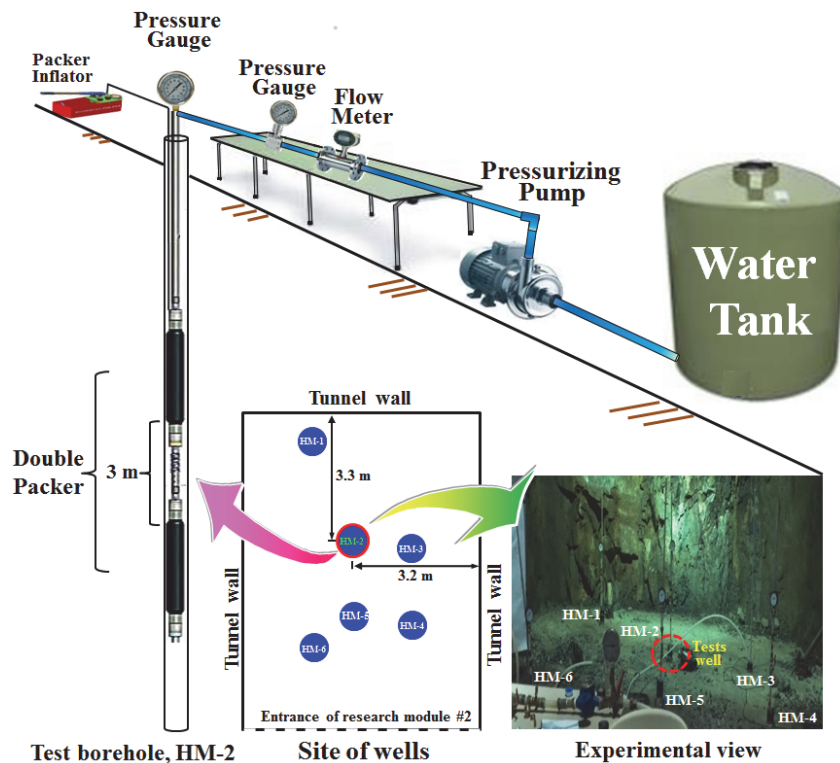 Pressure
Gauge
Packer
Inflator
Pressure
Gauge
Flow
Meter
Pressurizing
Pump
Water
Tank
Double
Packer
3 m
Tunnel wall
HM-1
3.3 m
HM-2
HM-3
3.2 m
Tunnel wall
Tunnel wall
HM-5
HM-4
HM-6
Entrance of research module #2
HM-1
HM-2
Tests
well
HM-6
HM-3
HM-5
HM-4
Test borehole, HM-2
Site of wells
Experimental view